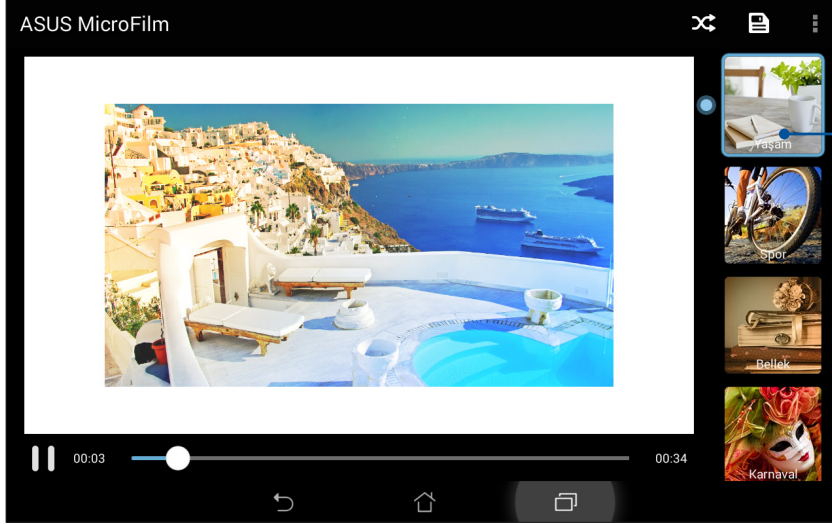 ASUS MicroFilm
Yaşam
Spor
Bellek
Karnaval
00:03
00:34